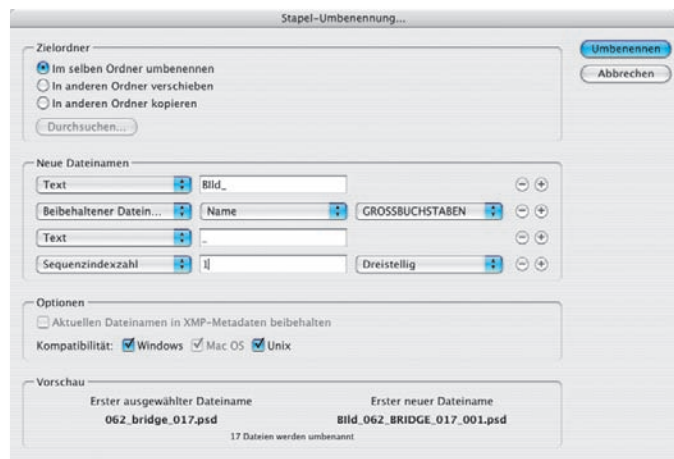 Stapel-Umbenennung...
Zielordner
Umbenennen
Im selben Ordner umbenennen
Abbrechen
In anderen Ordner verschieben
In anderen Ordner kopieren
Durchsuchen...
Neue Dateinamen
Text BIld_
Beibehaltener Datein... Name GROSSBUCHSTABEN
Text _
Sequenzindexzahl 1 Dreistellig
Optionen
Aktuellen Dateinamen in XMP-Metadaten beibehalten
Kompatibilität: Windows Mac OS Unix
Vorschau
Erster ausgewählter Dateiname Erster neuer Dateiname
062_bridge_017.psd BIld_062_BRIDGE_017_001.psd
17 Dateien werden umbenannt